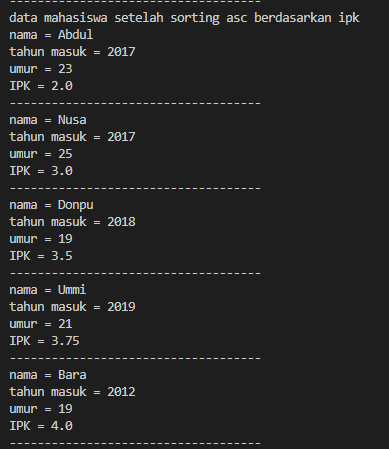 ------------------------------------
data mahasiswa setelah sorting asc berdasarkan ipk
nama = Abdul
tahun masuk = 2017
umur = 23
IPK = 2.0
------------------------------------
nama = Nusa
tahun masuk = 2017
umur = 25
IPK = 3.0
------------------------------------
nama = Donpu
tahun masuk = 2018
umur = 19
IPK = 3.5
------------------------------------
nama = Ummi
tahun masuk = 2019
umur = 21
IPK = 3.75
------------------------------------
nama = Bara
tahun masuk = 2012
umur = 19
IPK = 4.0
------------------------------------